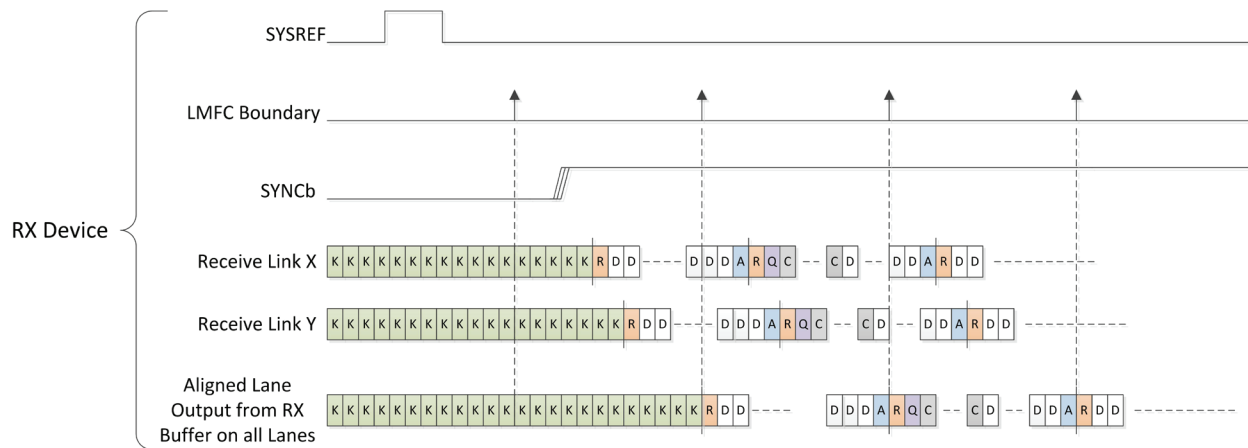 SYSREF
LMFC Boundary
SYNCb
RX Device
Receive Link X
K K K K K K K K K K K K K K K K K R D D D D D A R Q C C D D D A R D D
Receive Link Y
K K K K K K K K K K K K K K K K K K K R D D D D D A R Q C C D D D A R D D
Aligned Lane
Output from RX
Buffer on all Lanes
K K K K K K K K K K K K K K K K K K K K K K K K R D D D D D A R Q C C D D D A R D D